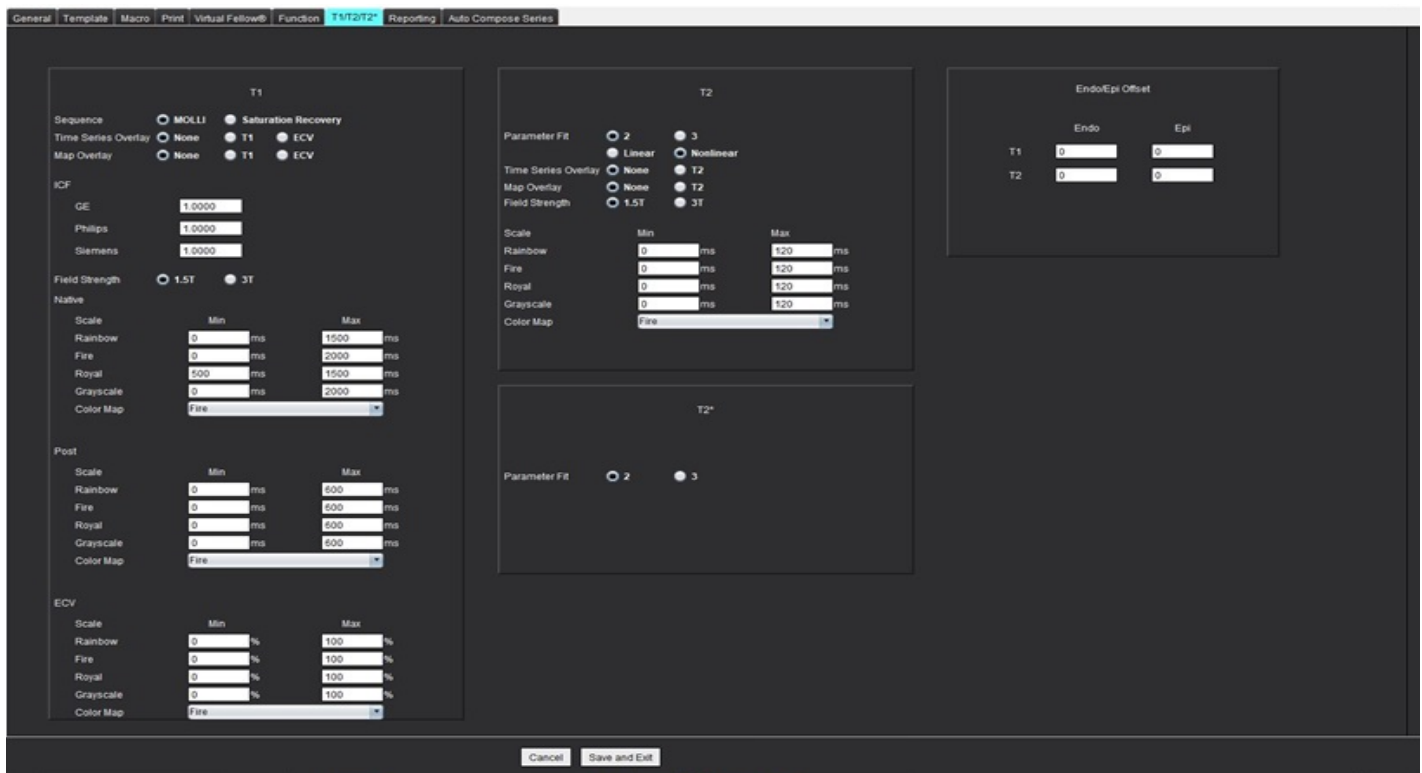 General Template Macro Print Virtual Fellow® Function T1/T2/T2* Reporting Auto Compose Series
T1
Sequence MOLLI Saturation Recovery
Time Series Overlay None T1 ECV
Map Overlay None T1 ECV
ICF
GE 1.0000
Philips 1.0000
Siemens 1.0000
Field Strength 1.5T 3T
Native
Scale Min Max
Rainbow 0 ms 1500 ms
Fire 0 ms 2000 ms
Royal 500 ms 1500 ms
Grayscale 0 ms 2000 ms
Color Map Fire
Post
Scale Min Max
Rainbow 0 ms 600 ms
Fire 0 ms 600 ms
Royal 0 ms 600 ms
Grayscale 0 ms 600 ms
Color Map Fire
ECV
Scale Min Max
Rainbow 0 % 100 %
Fire 0 % 100 %
Royal 0 % 100 %
Grayscale 0 % 100 %
Color Map Fire
T2
Parameter Fit 2 3
Linear Nonlinear
Time Series Overlay None T2
Map Overlay None T2
Field Strength 1.5T 3T
Scale Min Max
Rainbow 0 ms 120 ms
Fire 0 ms 120 ms
Royal 0 ms 120 ms
Grayscale 0 ms 120 ms
Color Map Fire
T2*
Parameter Fit 2 3
Endo/Epi Offset
Endo Epi
T1 0 0
T2 0 0
Cancel Save and Exit